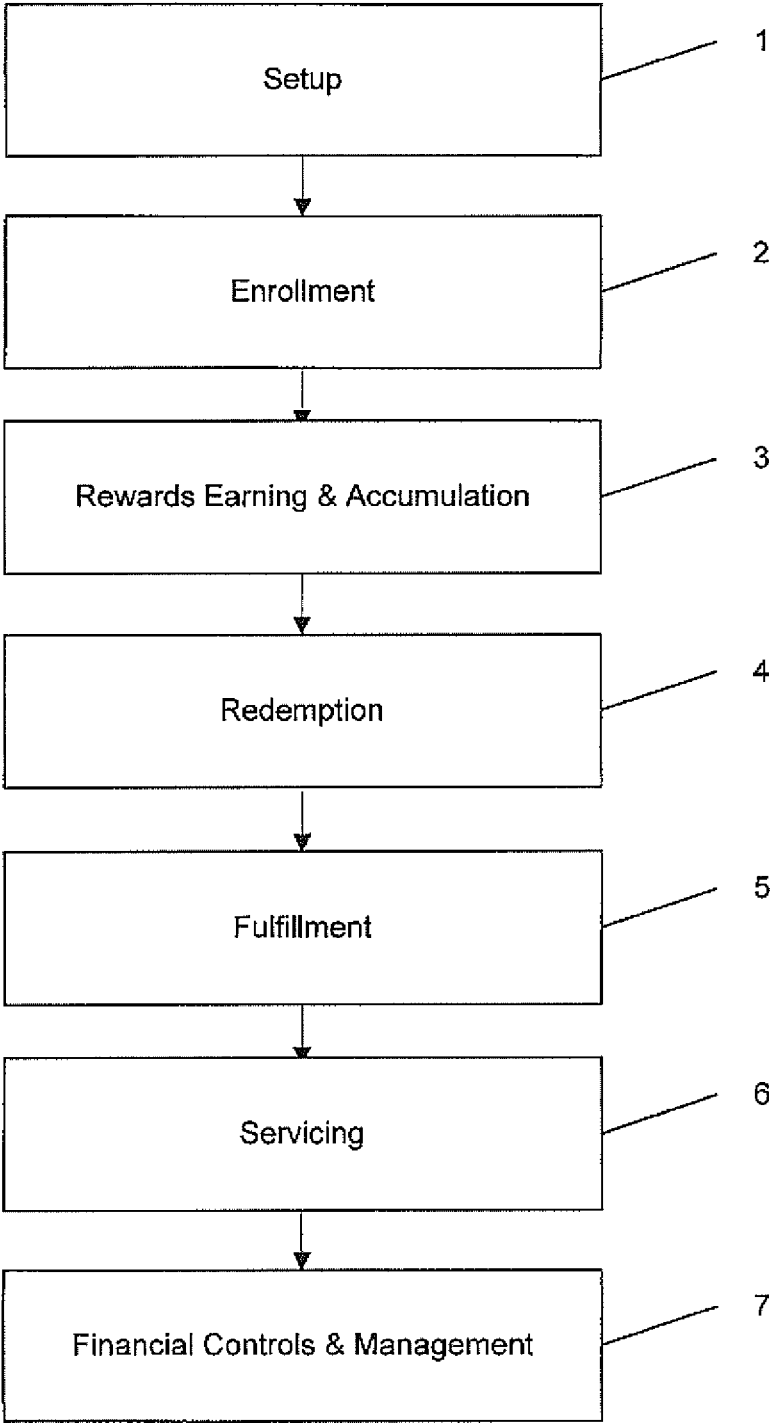 Setup
1
Enrollment
2
Rewards Earning & Accumulation
3
Redemption
4
Fulfillment
5
Servicing
6
Financial Controls & Management
7